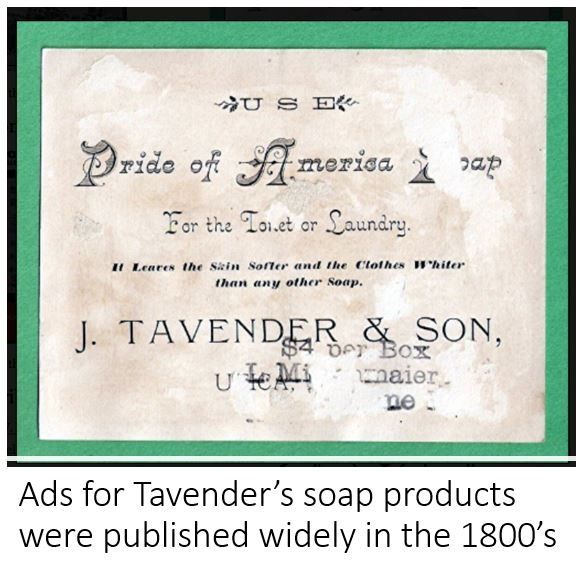 USE
Pride of America Soap
For the Toilet or Laundry.
It Leaves the Skin Softer and the Clothes Whiter
than any other Soap.
J. TAVENDER & SON,
$4 per Box
Ads for Tavender’s soap products
were published widely in the 1800’s